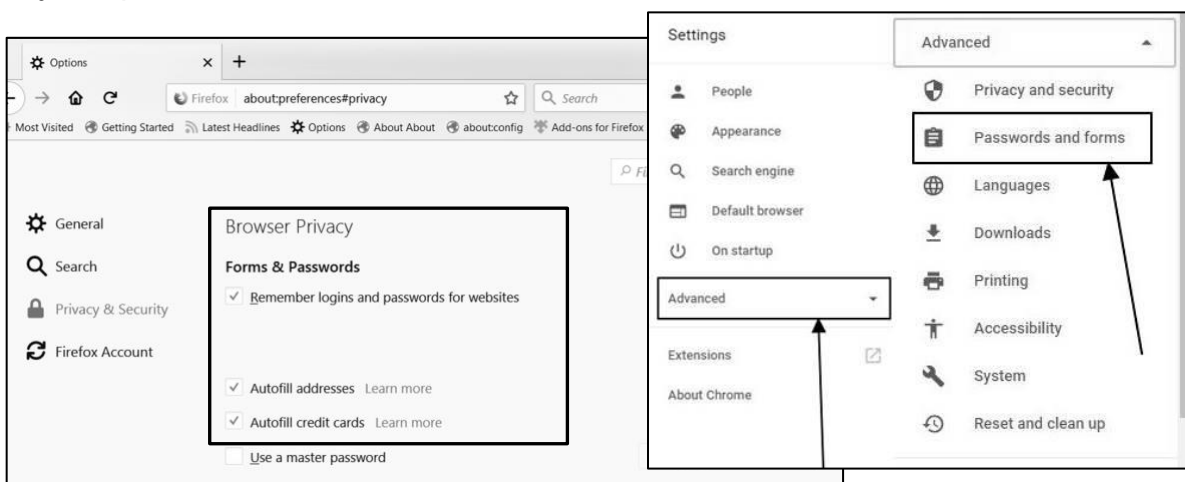 Options
Firefox about:preferences#privacy
Search
Most Visited Getting Started Latest Headlines Options About About about:config Add-ons for Firefox
General
Search
Privacy & Security
Firefox Account
Browser Privacy
Forms & Passwords
Remember logins and passwords for websites
Autofill addresses Learn more
Autofill credit cards Learn more
Use a master password
Settings
People
Appearance
Search engine
Default browser
On startup
Advanced
Extensions
About Chrome
Advanced
Privacy and security
Passwords and forms
Languages
Downloads
Printing
Accessibility
System
Reset and clean up